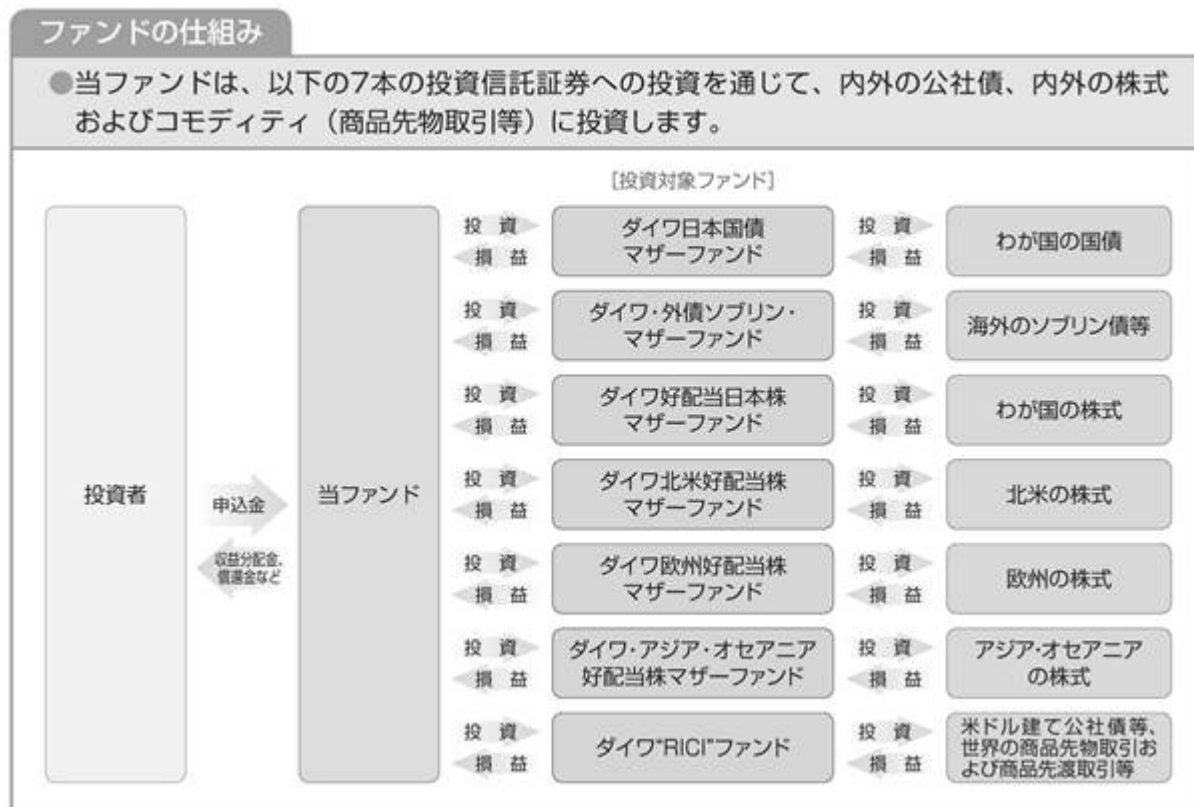 ファンドの仕組み
●当ファンドは、以下の7本の投資信託証券への投資を通じて、内外の公社債、内外の株式
およびコモディティ（商品先物取引等）に投資します。
[投資対象ファンド]
投資者
申込金
収益分配金、
償還金など
当ファンド
投 資
損 益
ダイワ日本国債
マザーファンド
投 資
損 益
わが国の国債
投 資
損 益
ダイワ・外債ソブリン・
マザーファンド
投 資
損 益
海外のソブリン債等
投 資
損 益
ダイワ好配当日本株
マザーファンド
投 資
損 益
わが国の株式
投 資
損 益
ダイワ北米好配当株
マザーファンド
投 資
損 益
北米の株式
投 資
損 益
ダイワ欧州好配当株
マザーファンド
投 資
損 益
欧州の株式
投 資
損 益
ダイワ・アジア・オセアニア
好配当株マザーファンド
投 資
損 益
アジア・オセアニア
の株式
投 資
損 益
ダイワ"RICI"ファンド
投 資
損 益
米ドル建て公社債等、
世界の商品先物取引お
よび商品先渡取引等